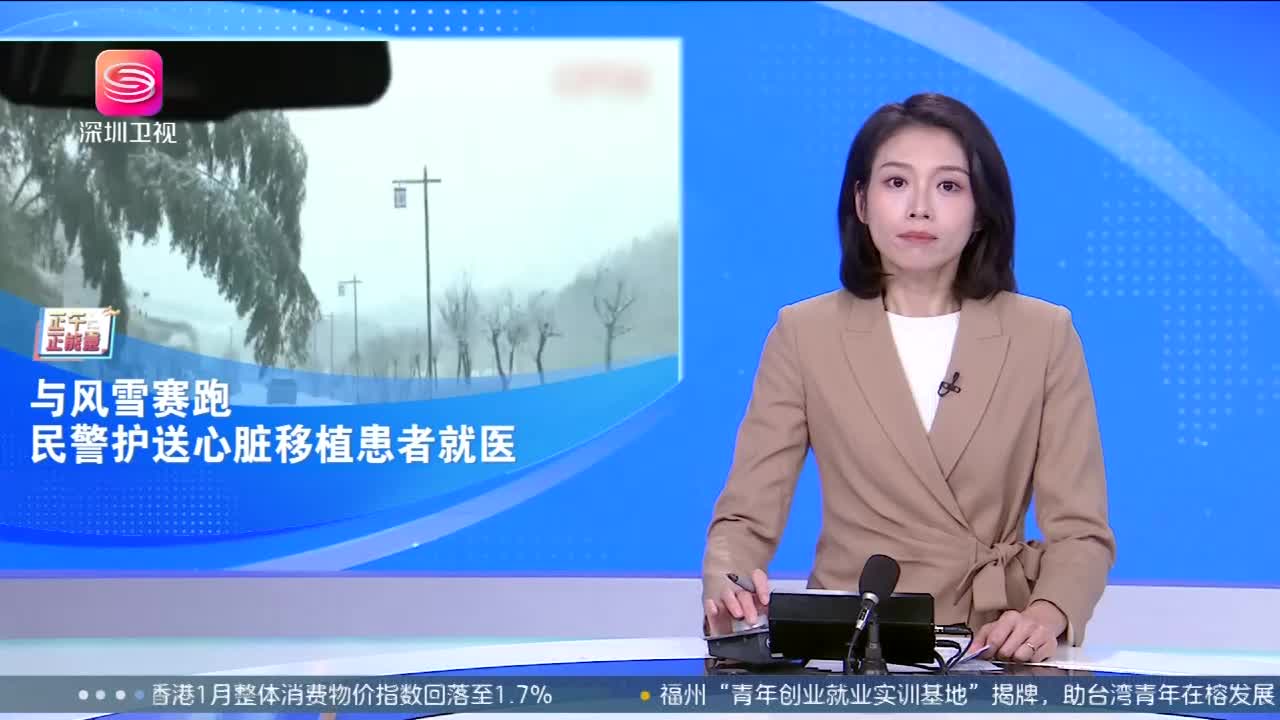 深圳卫视
正午
正能量
与风雪赛跑
民警护送心脏移植患者就医
香港1月整体消费物价指数回落至1.7%
福州“青年创业就业实训基地”揭牌，助台湾青年在榕发展